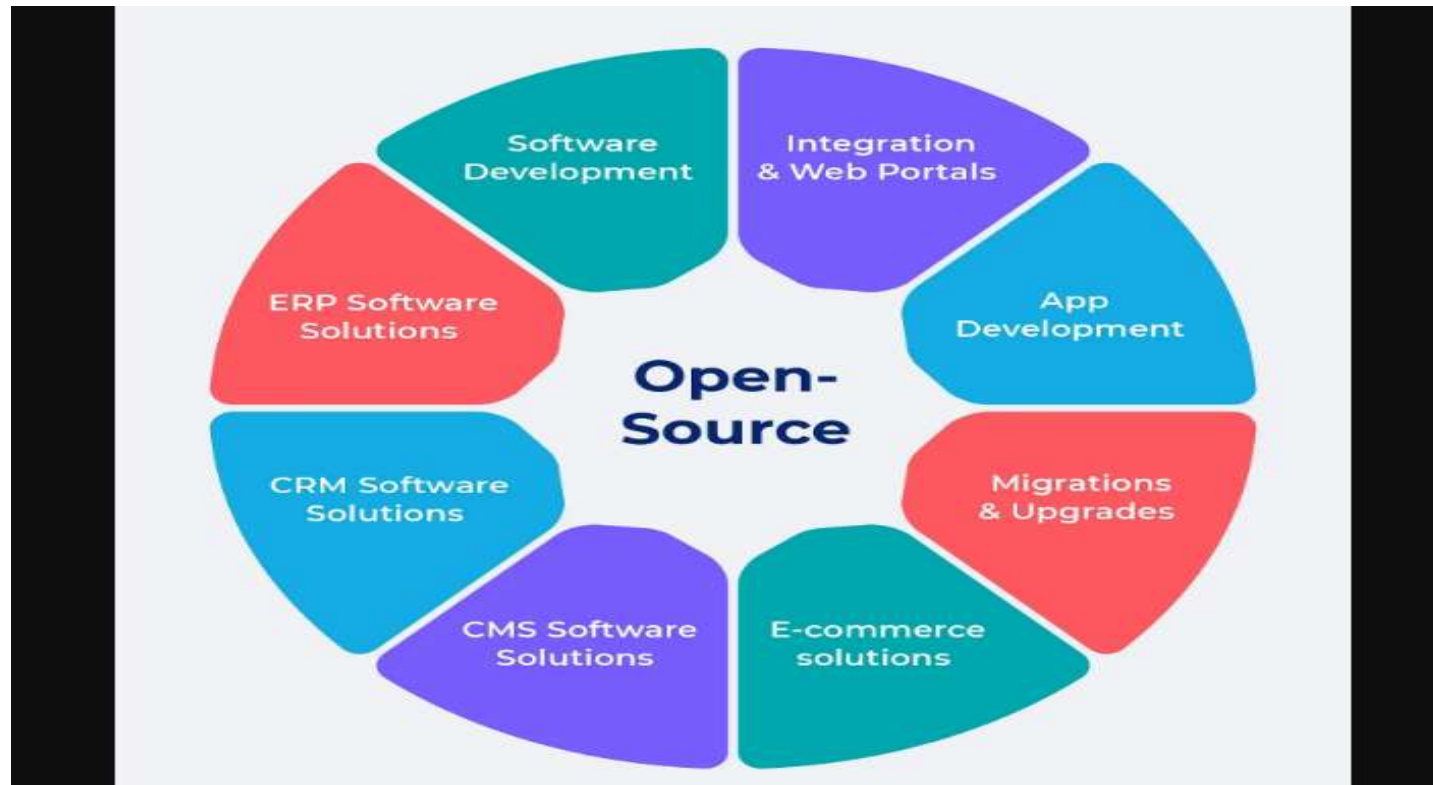 Software
Development
Integration
& Web Portals
App
Development
Migrations
& Upgrades
E-commerce
solutions
CMS Software
Solutions
CRM Software
Solutions
ERP Software
Solutions
Open-
Source